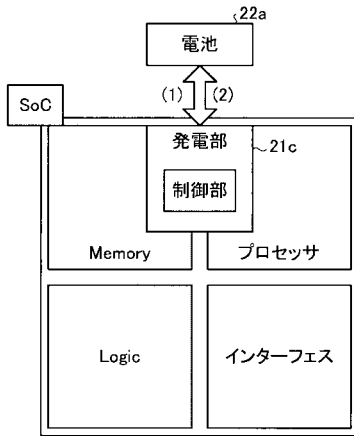 22a
電池
SoC
(1) (2)
発電部
21c
制御部
Memory
プロセッサ
Logic
インターフェス